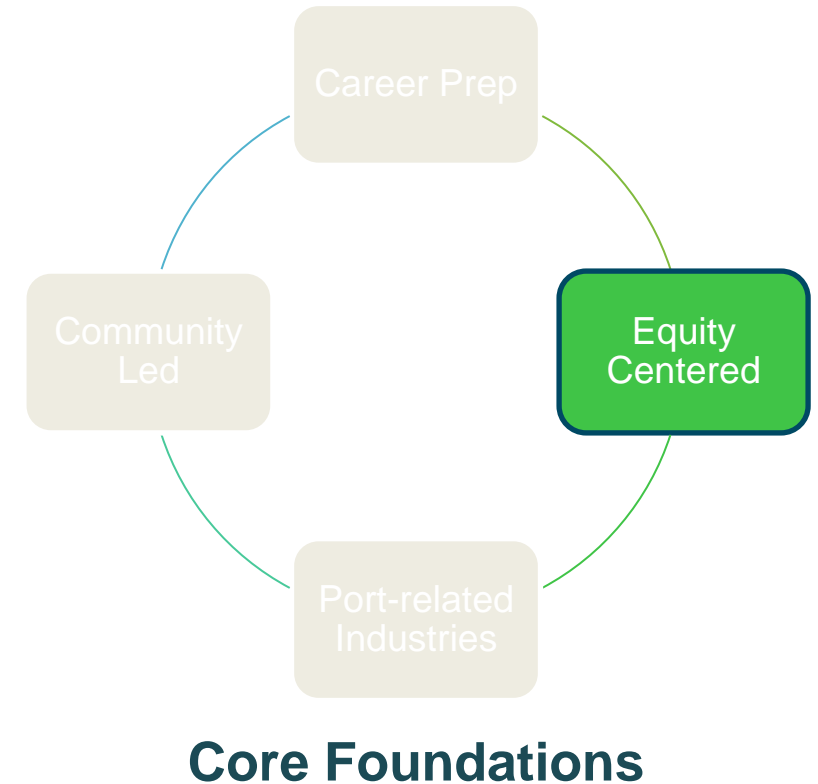 Career Prep
Community
Led
Equity
Centered
Port-related
Industries
Core Foundations